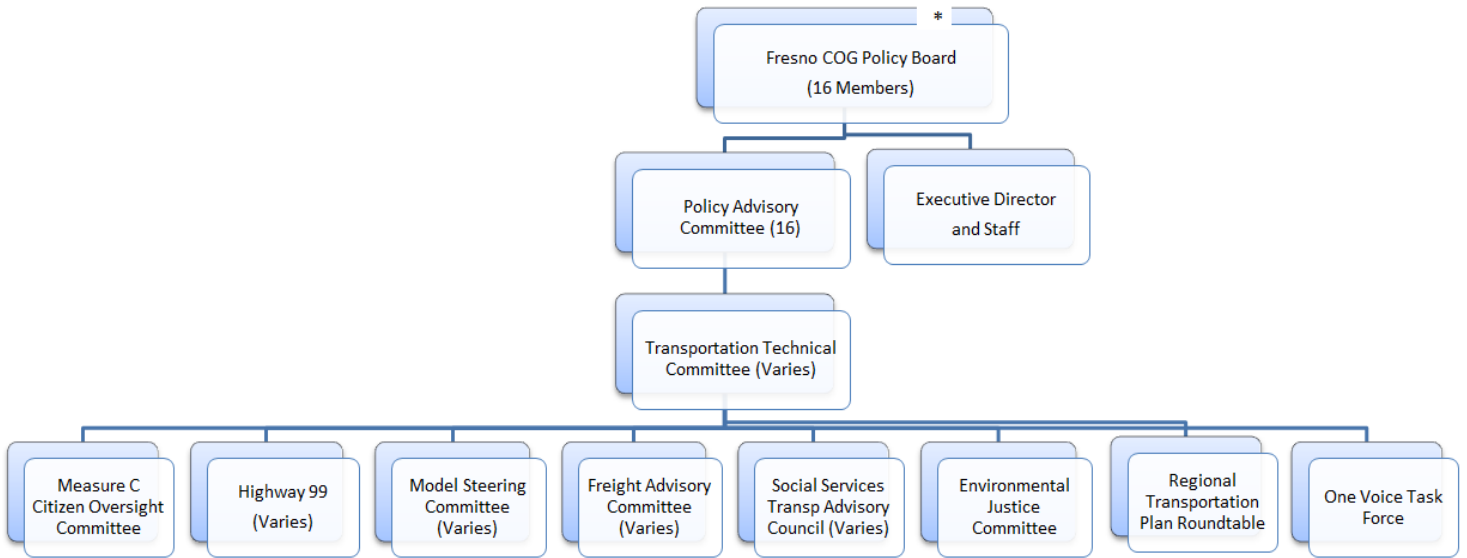 *
Fresno COG Policy Board
(16 Members)
Policy Advisory
Committee (16)
Executive Director
and Staff
Transportation Technical
Committee (Varies)
Measure C
Citizen Oversight
Committee
Highway 99
(Varies)
Model Steering
Committee
(Varies)
Freight Advisory
Committee
(Varies)
Social Services
Transp Advisory
Council (Varies)
Environmental
Justice
Committee
Regional
Transportation
Plan Roundtable
One Voice Task
Force